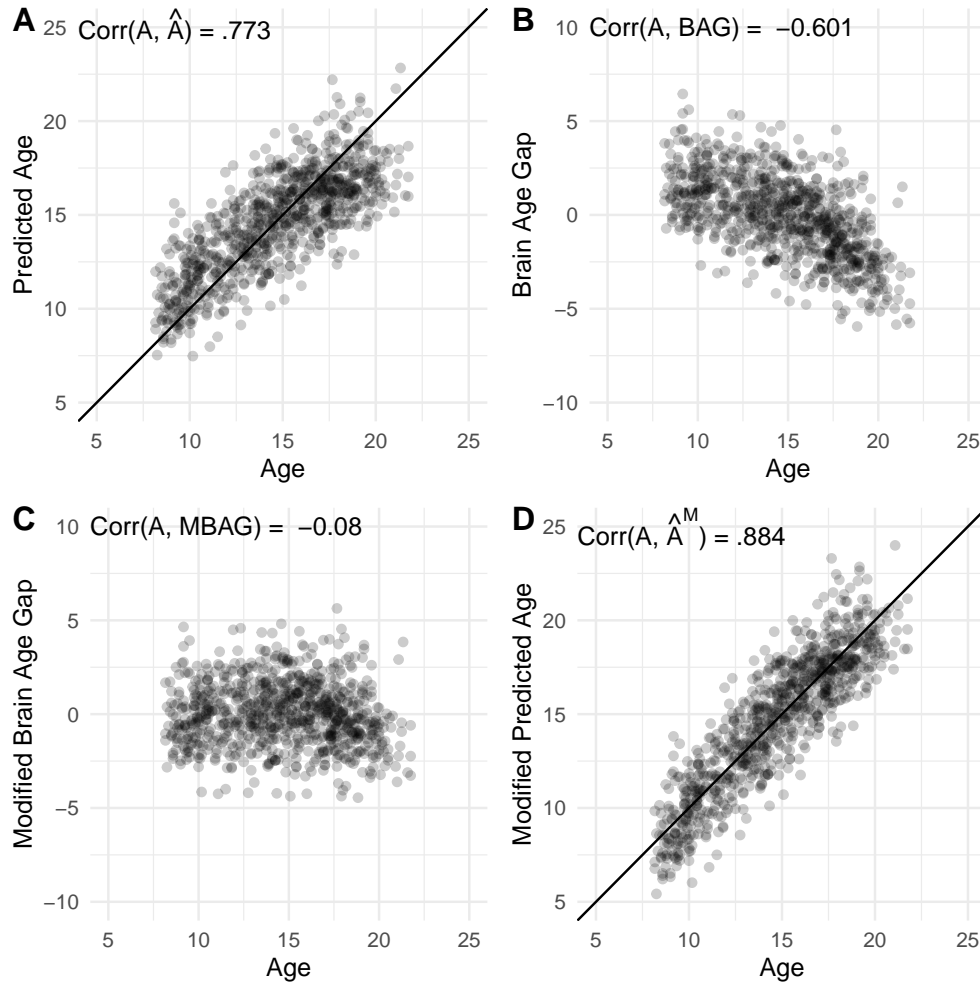 A
Corr(A, Â) = .773
25
20
15
10
5
Predicted Age
5 10 15 20 25
Age
B
Corr(A, BAG) = −0.601
10
5
0
−5
−10
Brain Age Gap
5 10 15 20 25
Age
C
Corr(A, MBAG) = −0.08
10
5
0
−5
−10
Modified Brain Age Gap
5 10 15 20 25
Age
D
Corr(A, Â^M) = .884
25
20
15
10
5
Modified Predicted Age
5 10 15 20 25
Age